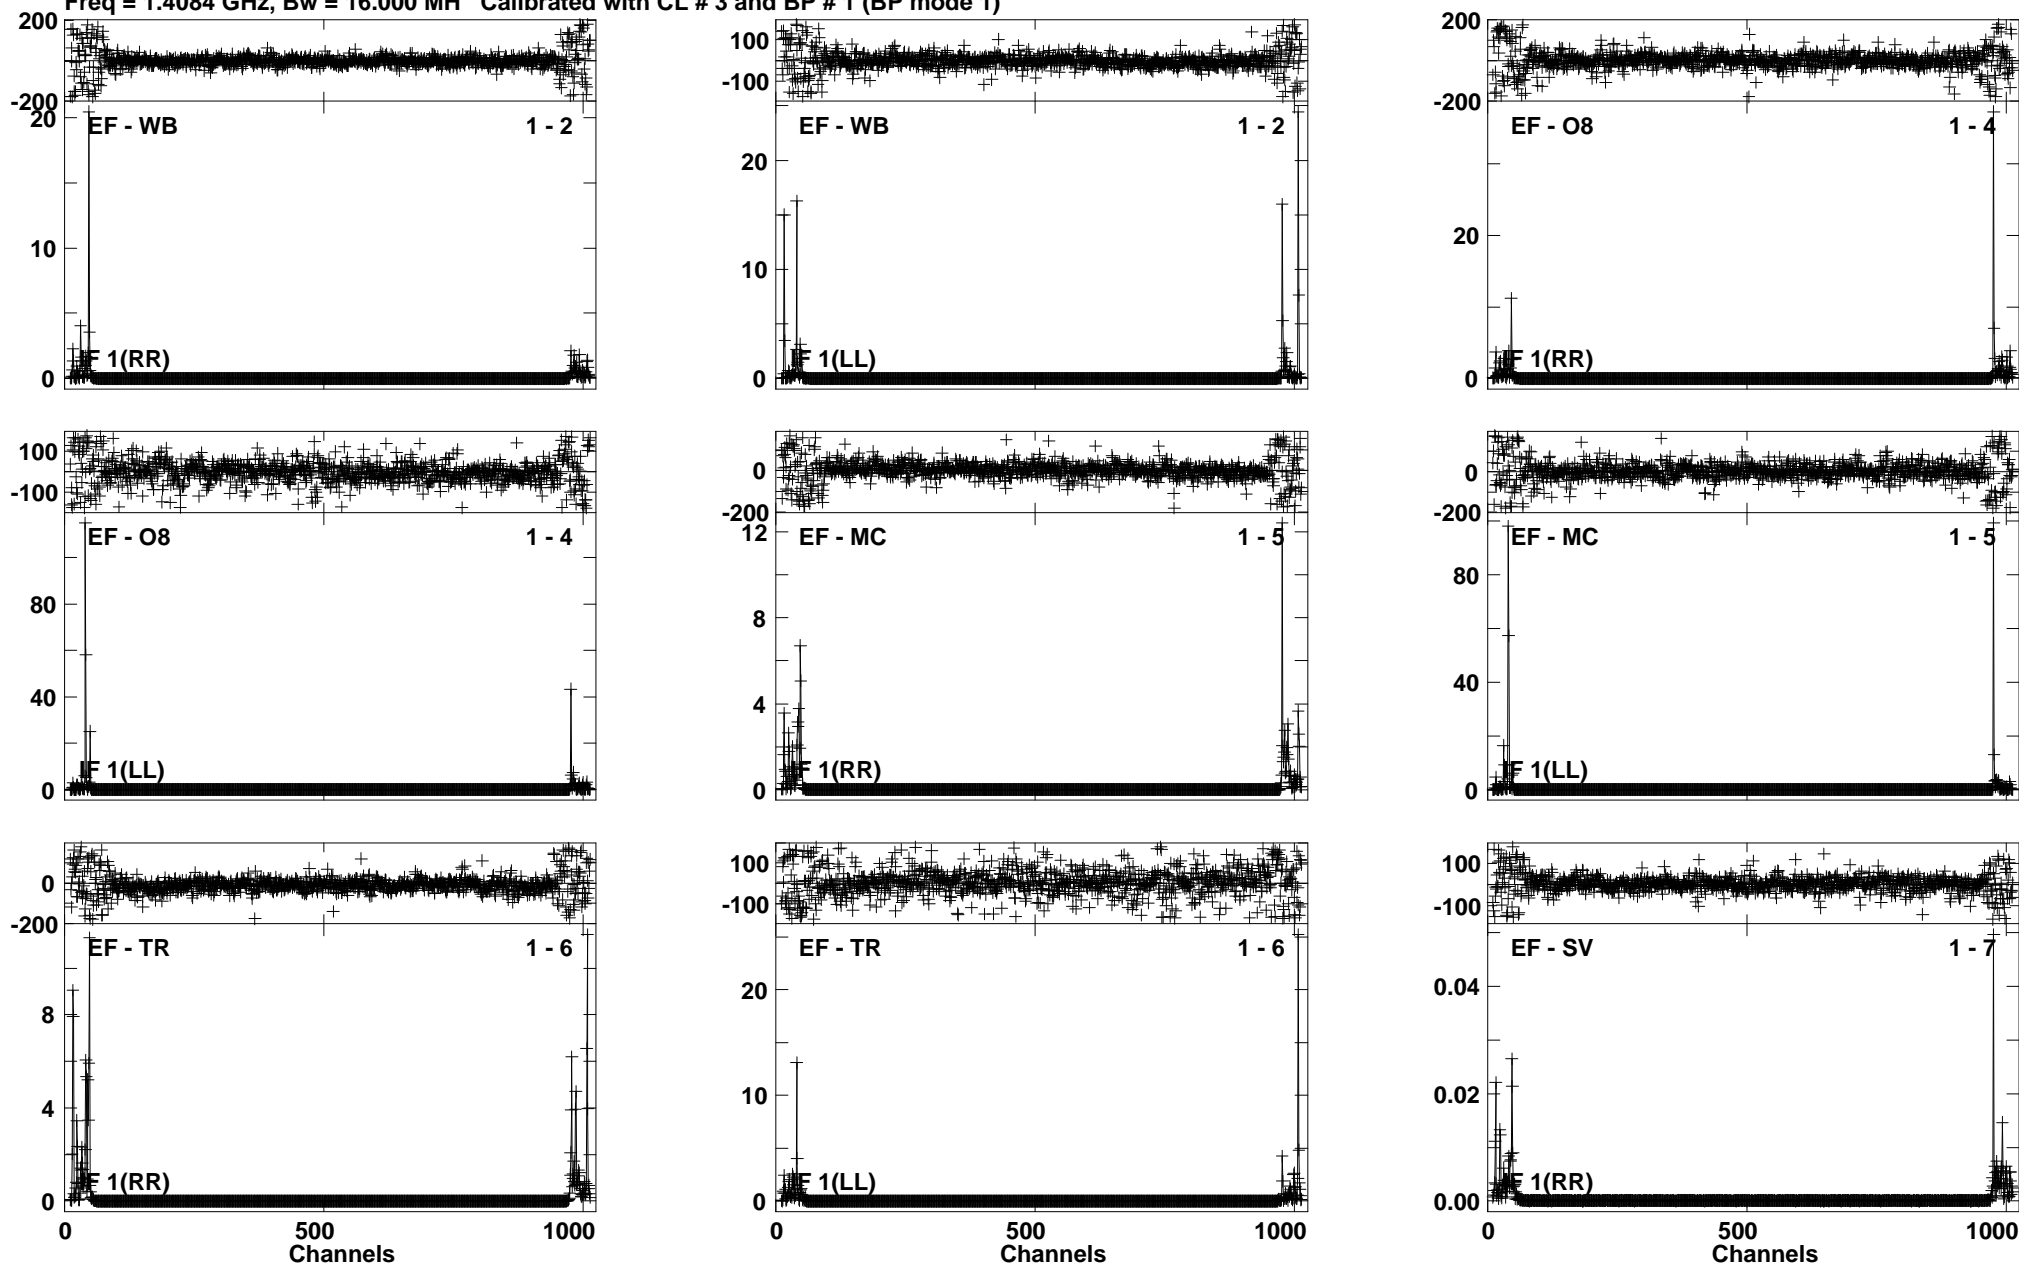 Freq = 1.4084 GHz, Bw = 16.000 MH Calibrated with CL # 3 and BP # 1 (BP mode 1)
200
-200
20
10
0
EF - WB
1 - 2
IF 1(RR)
100
-100
20
10
0
EF - WB
1 - 2
IF 1(LL)
200
-200
20
0
EF - O8
1 - 4
IF 1(RR)
100
-100
80
40
0
EF - O8
1 - 4
IF 1(LL)
0
-200
12
8
4
0
EF - MC
1 - 5
IF 1(RR)
0
-200
80
40
0
EF - MC
1 - 5
IF 1(LL)
0
-200
8
4
0
EF - TR
1 - 6
IF 1(RR)
0
500
1000
Channels
100
-100
20
10
0
EF - TR
1 - 6
IF 1(LL)
0
500
1000
Channels
100
-100
0.04
0.02
0.00
EF - SV
1 - 7
IF 1(RR)
0
500
1000
Channels